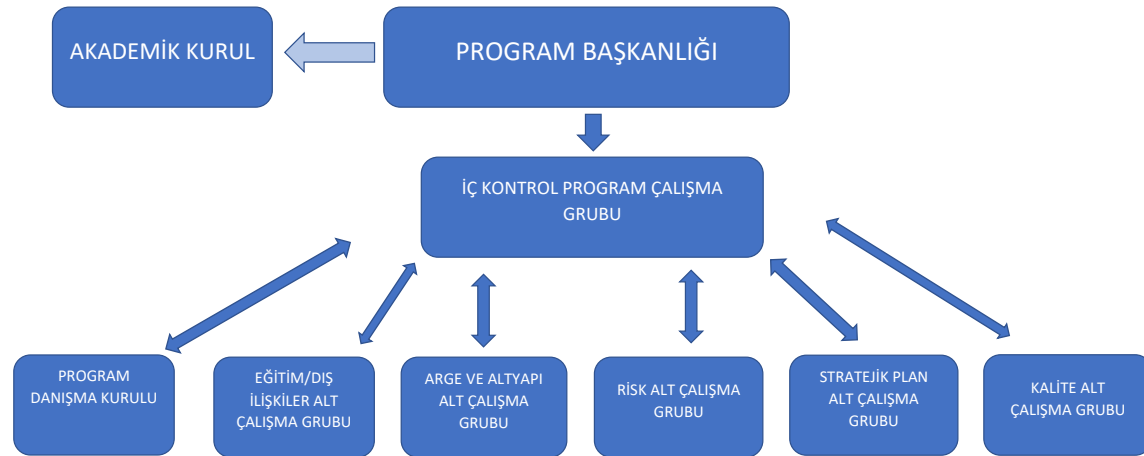 AKADEMİK KURUL
PROGRAM BAŞKANLIĞI
İÇ KONTROL PROGRAM ÇALIŞMA
GRUBU
PROGRAM
DANIŞMA KURULU
EĞİTİM/DIŞ
İLİŞKİLER ALT
ÇALIŞMA GRUBU
ARGE VE ALTYAPI
ALT ÇALIŞMA
GRUBU
RİSK ALT ÇALIŞMA
GRUBU
STRATEJİK PLAN
ALT ÇALIŞMA
GRUBU
KALİTE ALT
ÇALIŞMA GRUBU